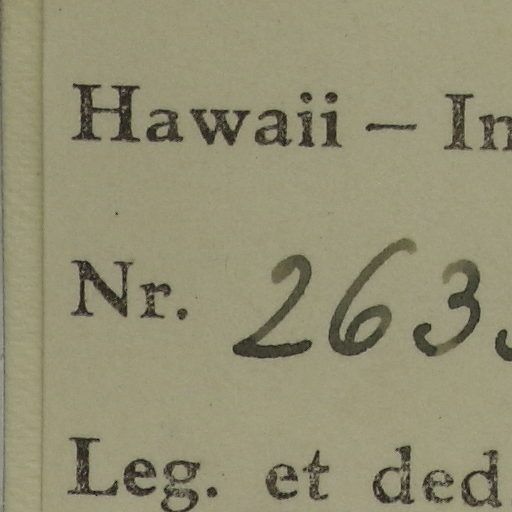 Hawaii – In
Nr. 263
Leg. et ded